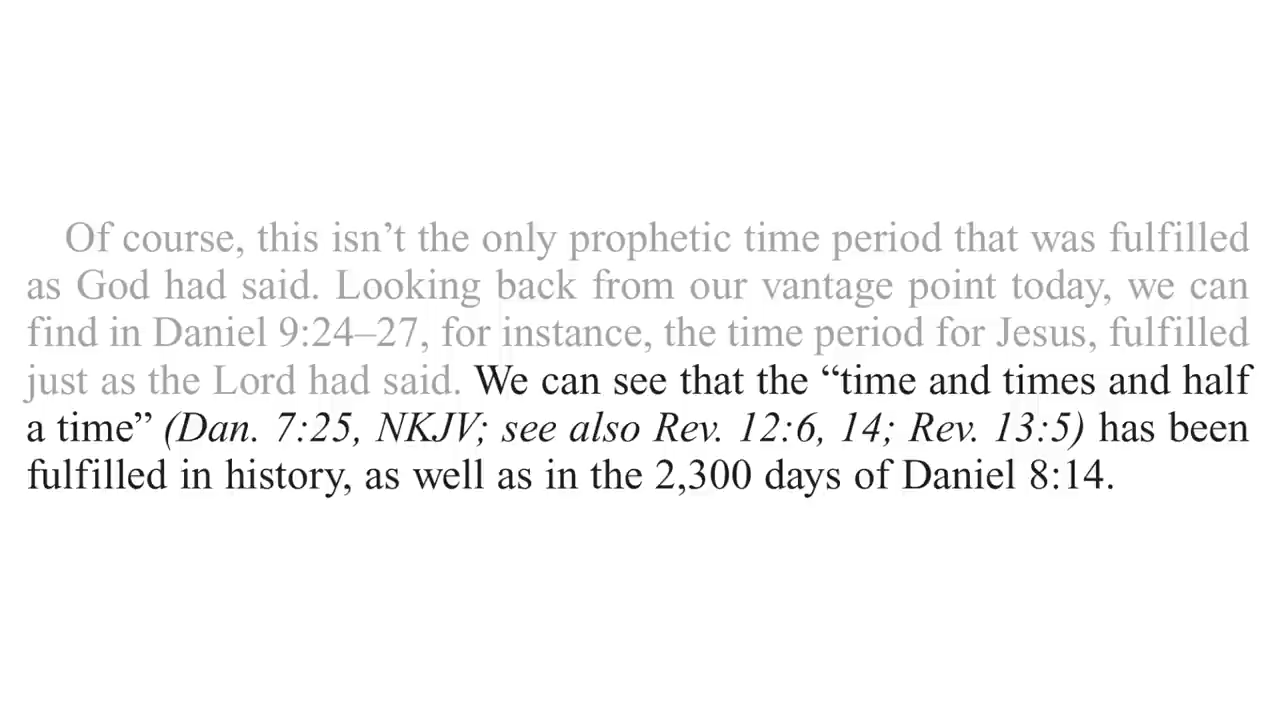 Of course, this isn’t the only prophetic time period that was fulfilled
as God had said. Looking back from our vantage point today, we can
find in Daniel 9:24–27, for instance, the time period for Jesus, fulfilled
just as the Lord had said. We can see that the “time and times and half
a time” (Dan. 7:25, NKJV; see also Rev. 12:6, 14; Rev. 13:5) has been
fulfilled in history, as well as in the 2,300 days of Daniel 8:14.